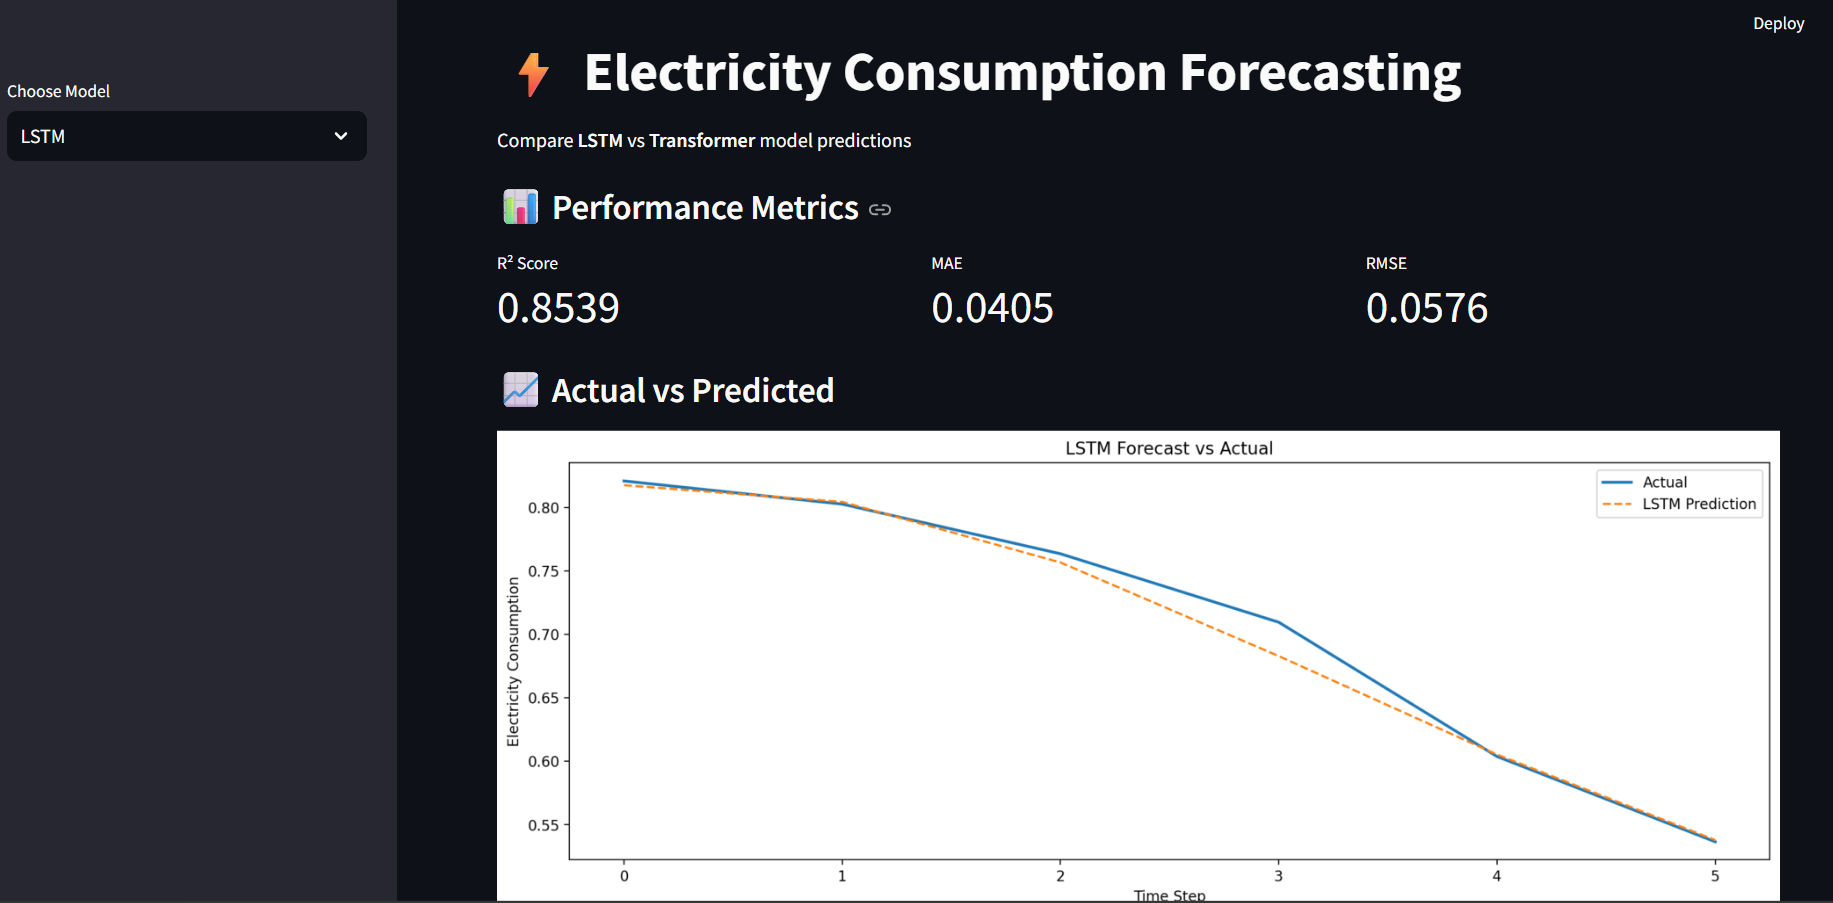 Deploy
Choose Model
LSTM
Electricity Consumption Forecasting
Compare LSTM vs Transformer model predictions
Performance Metrics
R² Score
MAE
RMSE
0.8539
0.0405
0.0576
Actual vs Predicted
LSTM Forecast vs Actual
Actual
LSTM Prediction
Electricity Consumption
0.80
0.75
0.70
0.65
0.60
0.55
0
1
2
3
4
5
Time Step